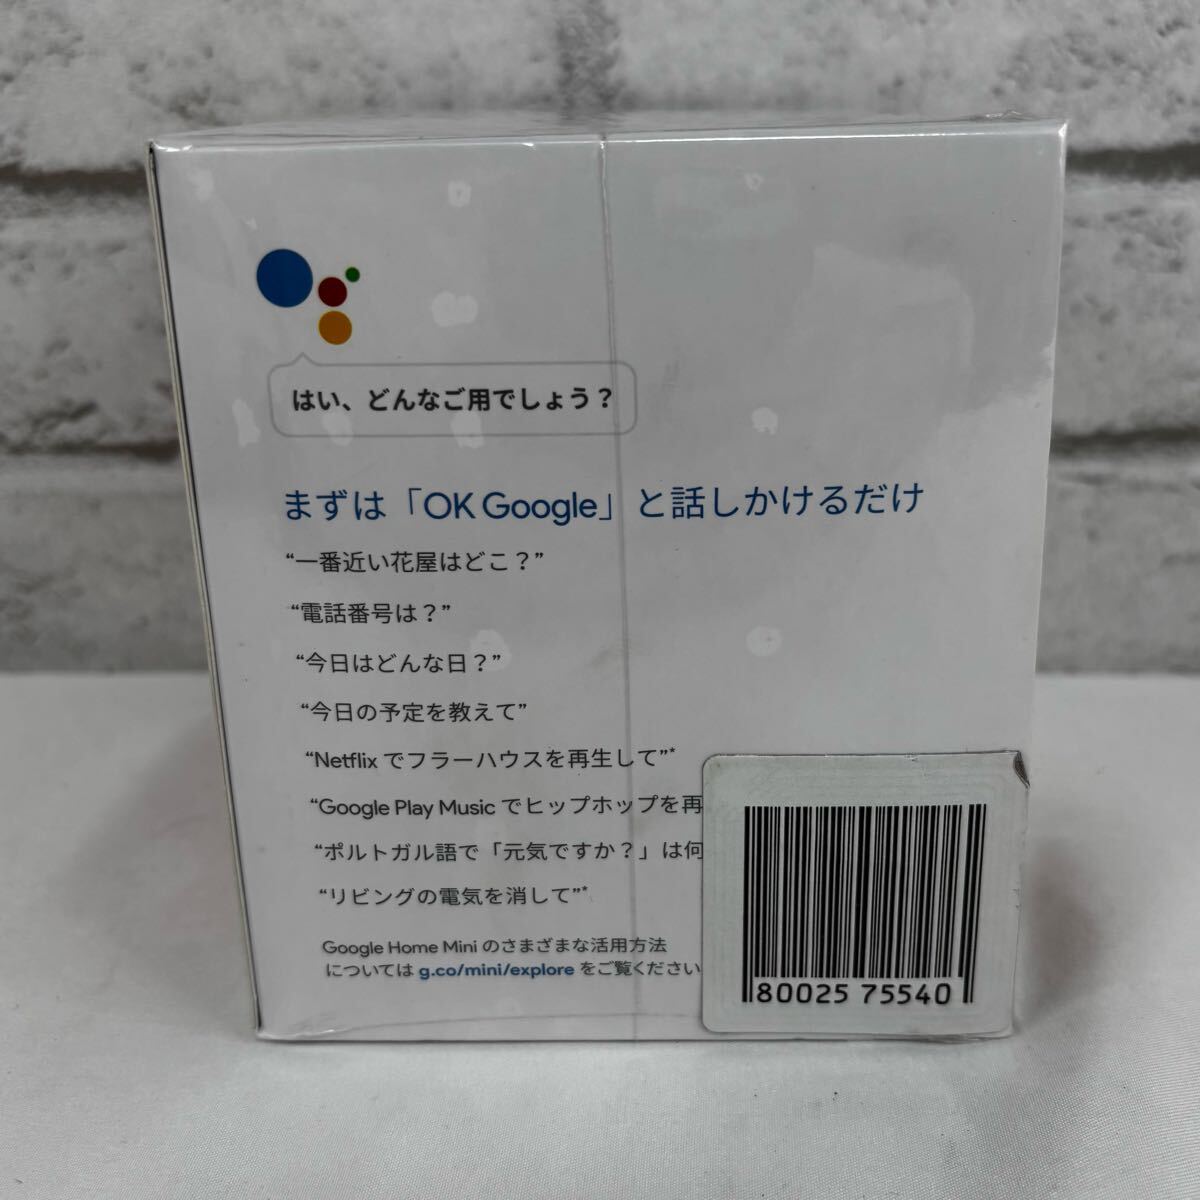 はい、どんなご用でしょう？
まずは「OK Google」と話しかけるだけ
“一番近い花屋はどこ？”
“電話番号は？”
“今日はどんな日？”
“今日の予定を教えて”
“Netflix でフラーハウスを再生して”*
“Google Play Music でヒップホップを再
“ポルトガル語で「元気ですか？」は何
“リビングの電気を消して”*
Google Home Mini のさまざまな活用方法
については g.co/mini/explore をご覧ください
80025 75540